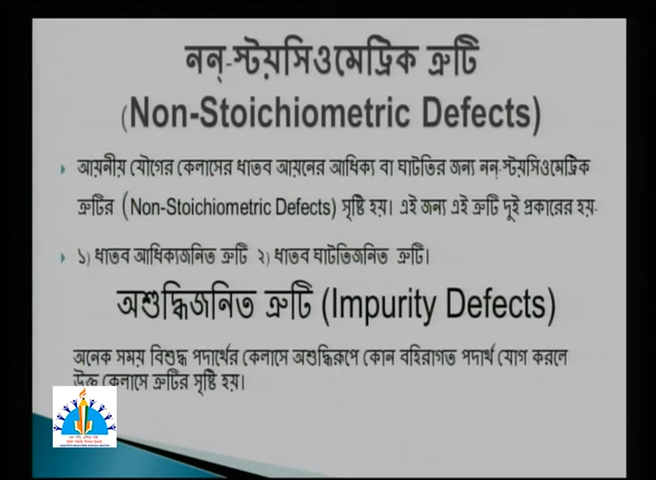 নন্-স্টয়সিওমেট্রিক ত্রুটি
(Non-Stoichiometric Defects)
আয়নীয় যৌগের কেলাসের ধাতব আয়নের আধিক্য বা ঘাটতির জন্য নন্-স্টয়সিওমেট্রিক
ত্রুটির (Non-Stoichiometric Defects) সৃষ্টি হয়। এই জন্য এই ত্রুটি দুই প্রকারের হয়-
১) ধাতব আধিক্যজনিত ত্রুটি ২) ধাতব ঘাটতিজনিত ত্রুটি।
অশুদ্ধিজনিত ত্রুটি (Impurity Defects)
অনেক সময় বিশুদ্ধ পদার্থের কেলাসে অশুদ্ধিরূপে কোন বহিরাগত পদার্থ যোগ করলে
উক্ত কেলাসে ত্রুটির সৃষ্টি হয়।